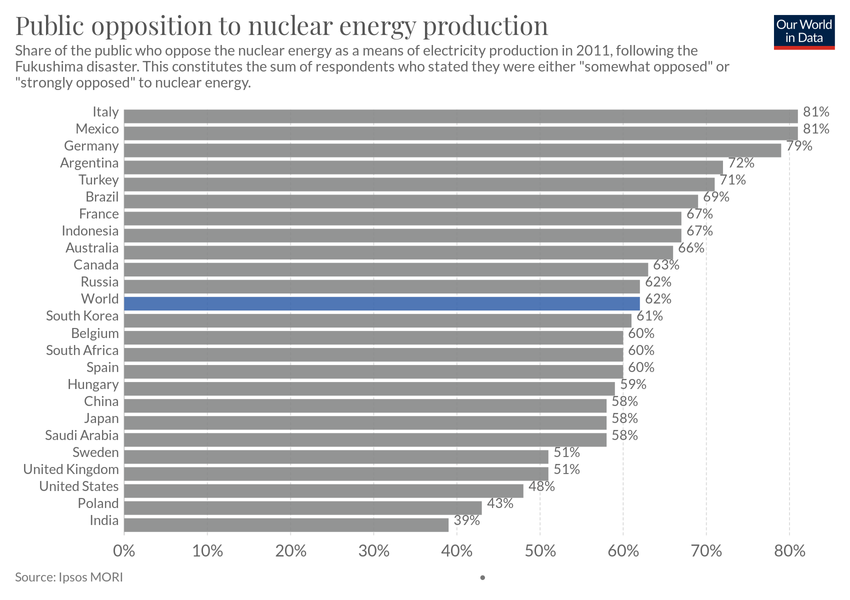 Public opposition to nuclear energy production
Our World
in Data
Share of the public who oppose the nuclear energy as a means of electricity production in 2011, following the
Fukushima disaster. This constitutes the sum of respondents who stated they were either "somewhat opposed" or
"strongly opposed" to nuclear energy.
Italy 81%
Mexico 81%
Germany 79%
Argentina 72%
Turkey 71%
Brazil 69%
France 67%
Indonesia 67%
Australia 66%
Canada 63%
Russia 62%
World 62%
South Korea 61%
Belgium 60%
South Africa 60%
Spain 60%
Hungary 59%
China 58%
Japan 58%
Saudi Arabia 58%
Sweden 51%
United Kingdom 51%
United States 48%
Poland 43%
India 39%
0% 10% 20% 30% 40% 50% 60% 70% 80%
Source: Ipsos MORI •